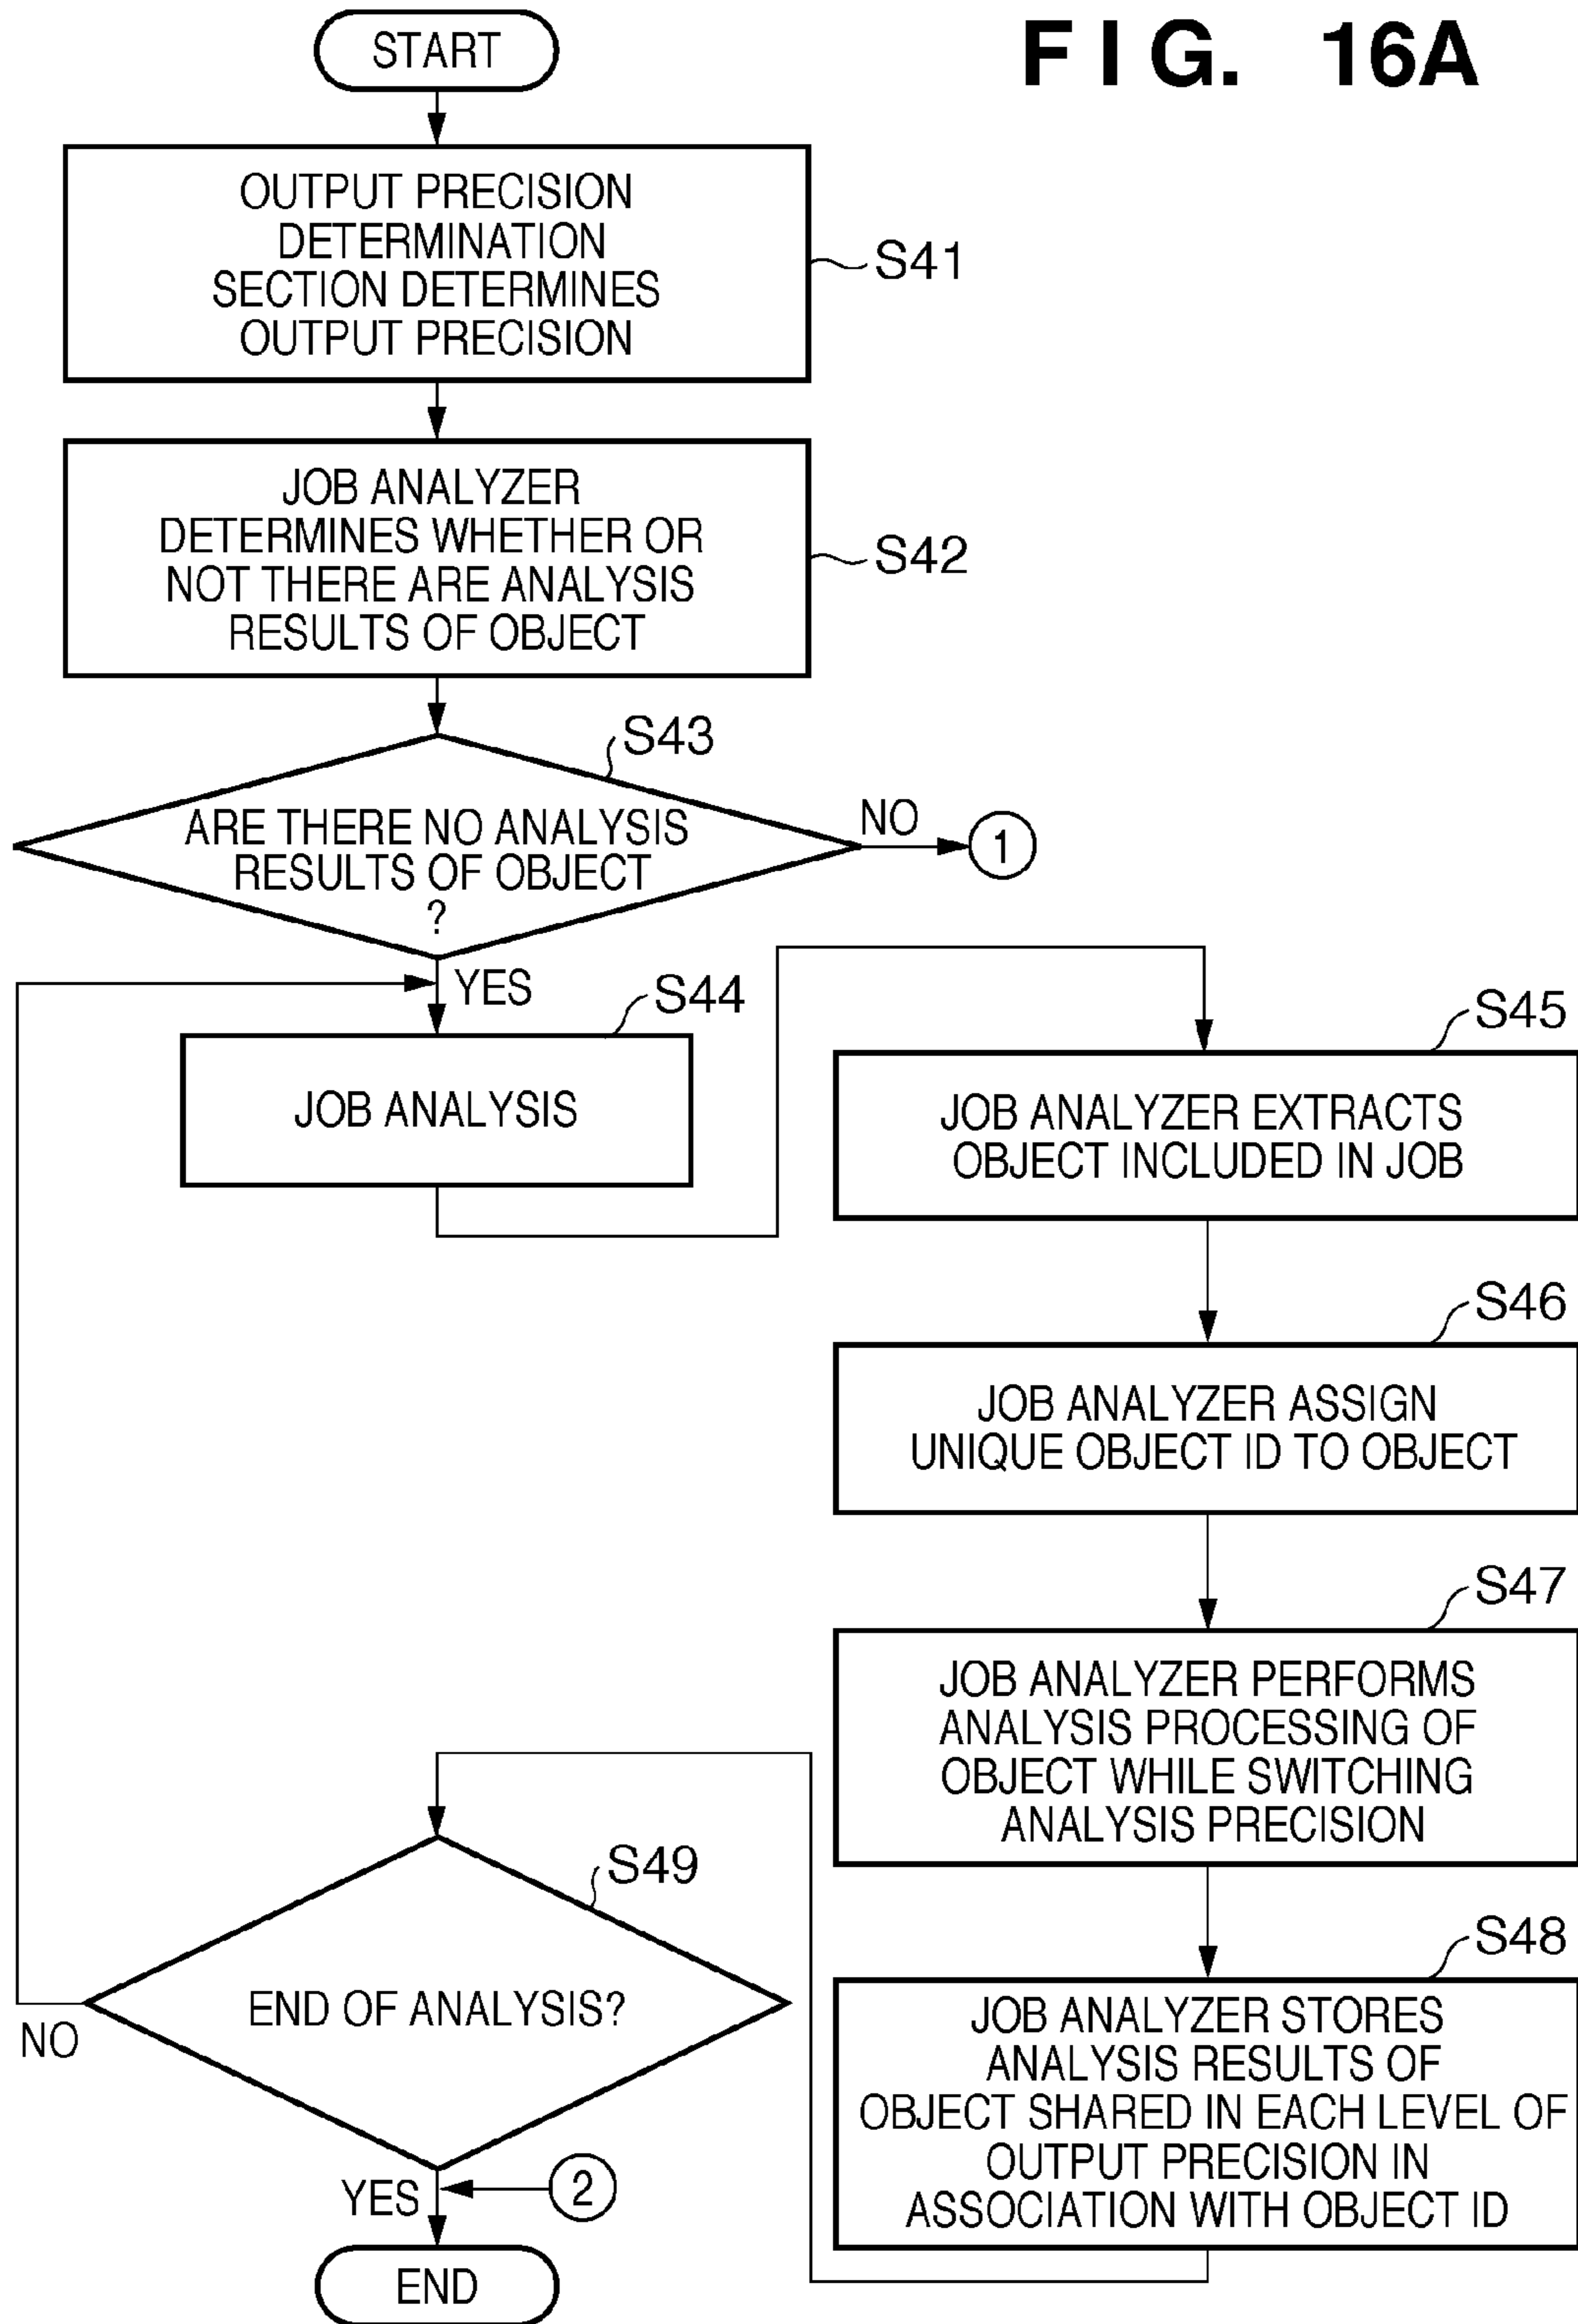 FIG. 16A
START
OUTPUT PRECISION
DETERMINATION
SECTION DETERMINES
OUTPUT PRECISION
S41
JOB ANALYZER
DETERMINES WHETHER OR
NOT THERE ARE ANALYSIS
RESULTS OF OBJECT
S42
S43
ARE THERE NO ANALYSIS
RESULTS OF OBJECT
?
NO
1
YES
S44
JOB ANALYSIS
S45
JOB ANALYZER EXTRACTS
OBJECT INCLUDED IN JOB
S46
JOB ANALYZER ASSIGN
UNIQUE OBJECT ID TO OBJECT
S47
JOB ANALYZER PERFORMS
ANALYSIS PROCESSING OF
OBJECT WHILE SWITCHING
ANALYSIS PRECISION
S48
JOB ANALYZER STORES
ANALYSIS RESULTS OF
OBJECT SHARED IN EACH LEVEL OF
OUTPUT PRECISION IN
ASSOCIATION WITH OBJECT ID
S49
END OF ANALYSIS?
NO
YES
2
END